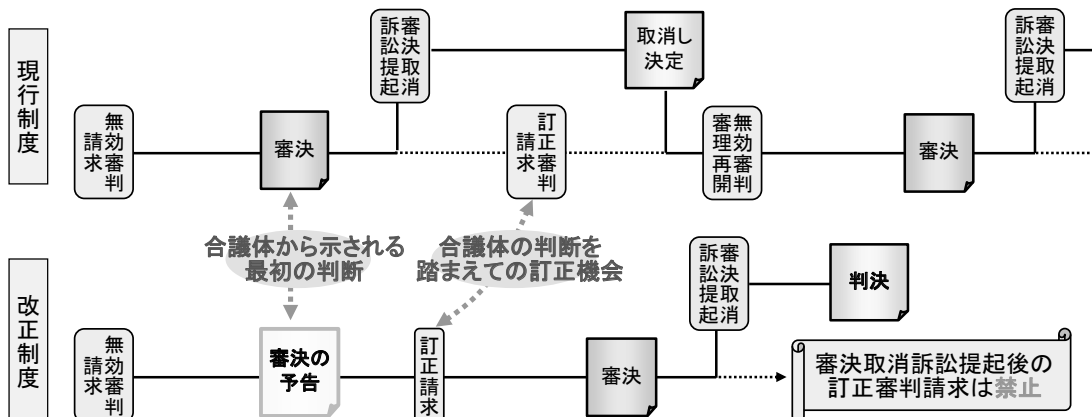 現行制度
無効審判
請求
審決
審決取消
訴訟提起
取消し
決定
訂正審判
請求
無効審判
審理再開
審決
審決取消
訴訟提起
合議体から示される
最初の判断
合議体の判断を
踏まえての訂正機会
改正制度
無効審判
請求
審決の
予告
訂正請求
審決
審決取消
訴訟提起
判決
審決取消訴訟提起後の
訂正審判請求は禁止